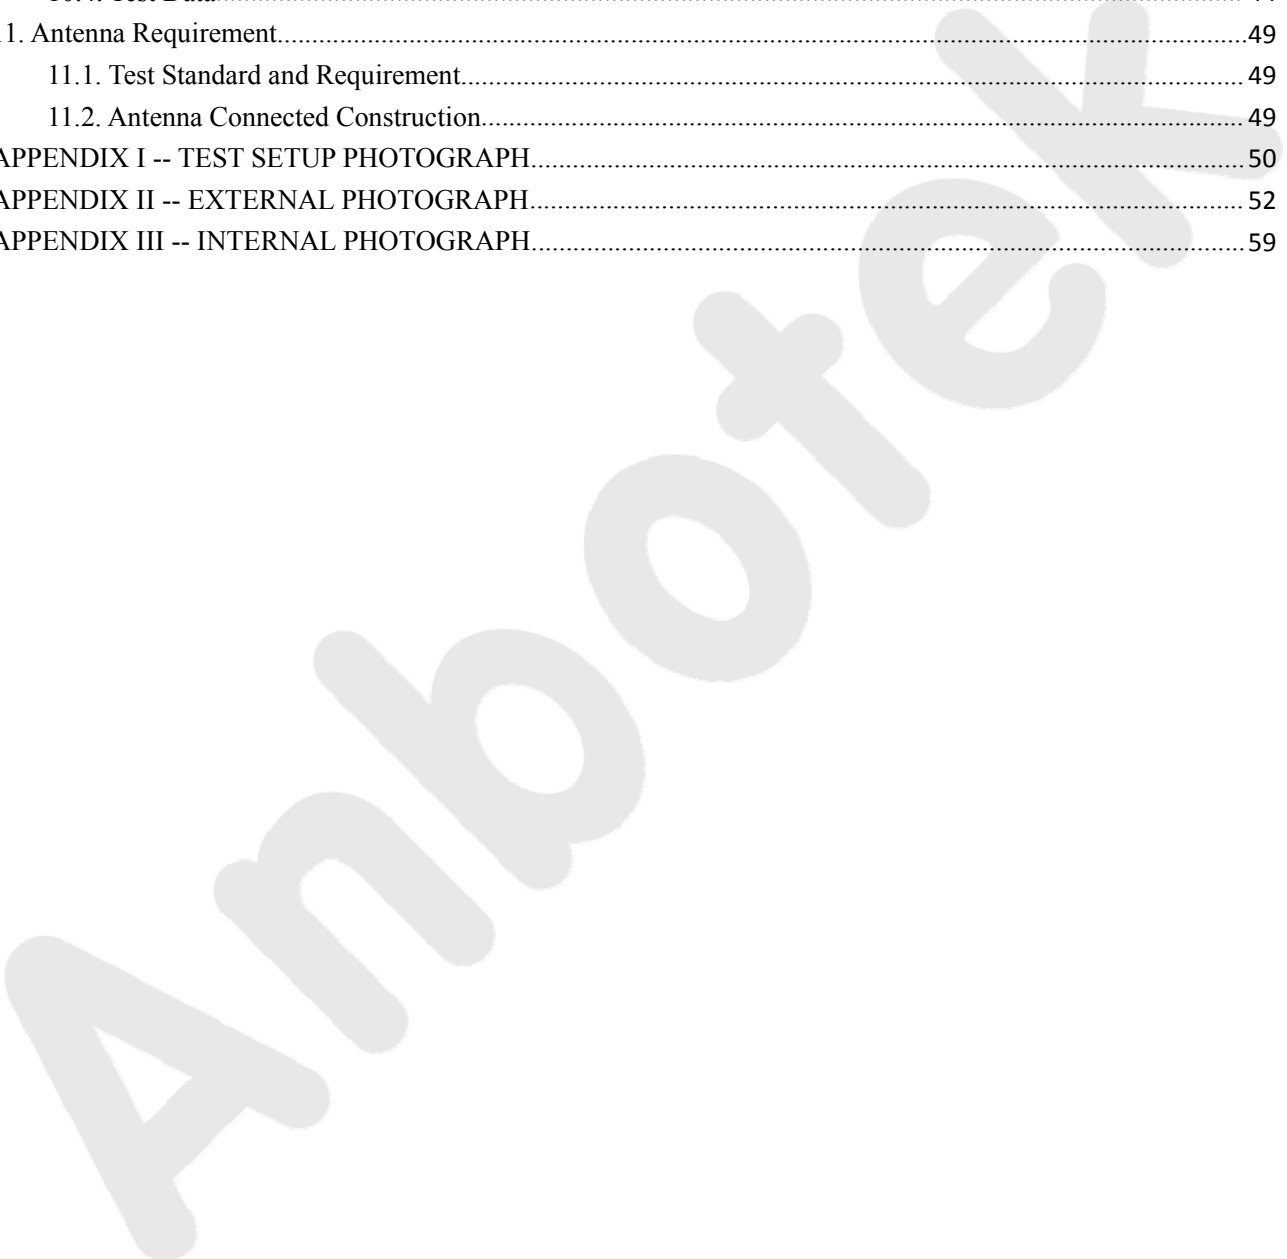 11. Antenna Requirement........................49
11.1. Test Standard and Requirement........................49
11.2. Antenna Connected Construction........................49
APPENDIX I -- TEST SETUP PHOTOGRAPH........................50
APPENDIX II -- EXTERNAL PHOTOGRAPH........................52
APPENDIX III -- INTERNAL PHOTOGRAPH........................59
Anbotek